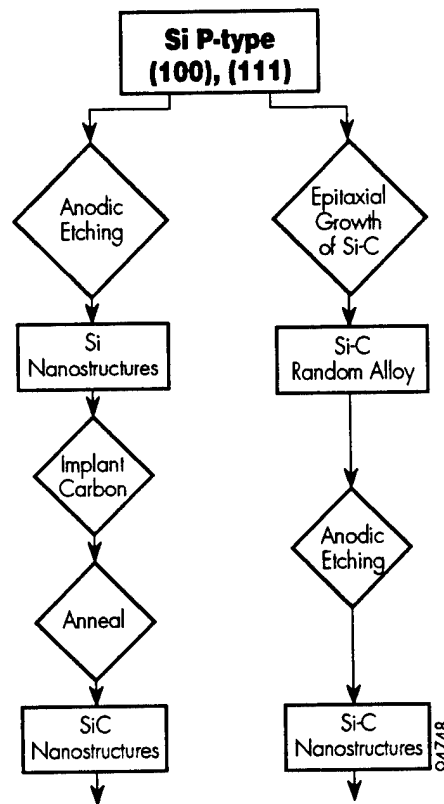 Si P-type
(100), (111)
Anodic
Etching
Si
Nanostructures
Implant
Carbon
Anneal
SiC
Nanostructures
Epitaxial
Growth
of Si-C
Si-C
Random Alloy
Anodic
Etching
Si-C
Nanostructures
94748